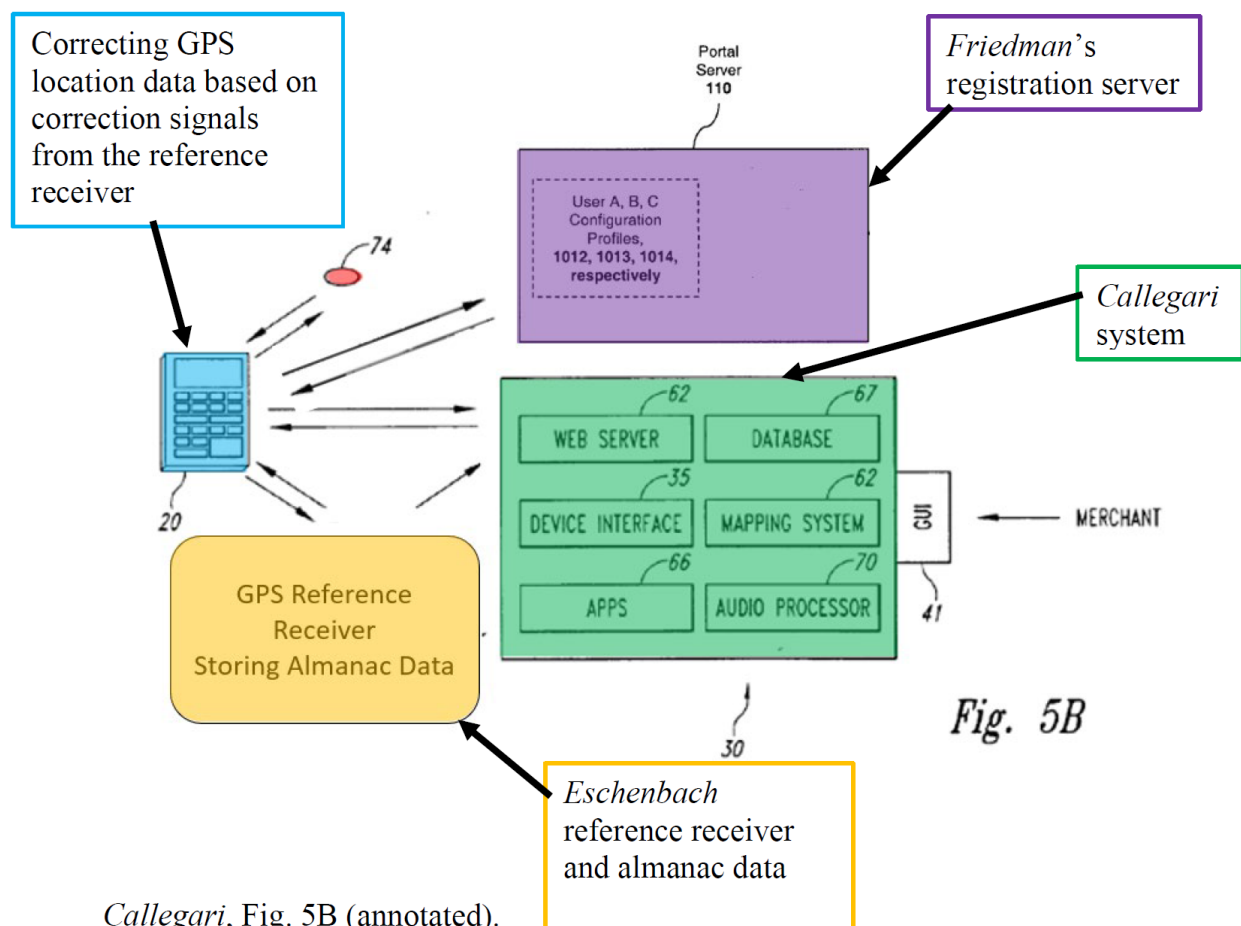 Correcting GPS
location data based on
correction signals
from the reference
receiver
Portal
Server
110
Friedman's
registration server
User A, B, C
Configuration
Profiles,
1012, 1013, 1014,
respectively
74
Callegari
system
20
62
WEB SERVER
67
DATABASE
35
DEVICE INTERFACE
62
MAPPING SYSTEM
66
APPS
70
AUDIO PROCESSOR
GUI
41
MERCHANT
GPS Reference
Receiver
Storing Almanac Data
30
Fig. 5B
Eschenbach
reference receiver
and almanac data
Callegari, Fig. 5B (annotated).